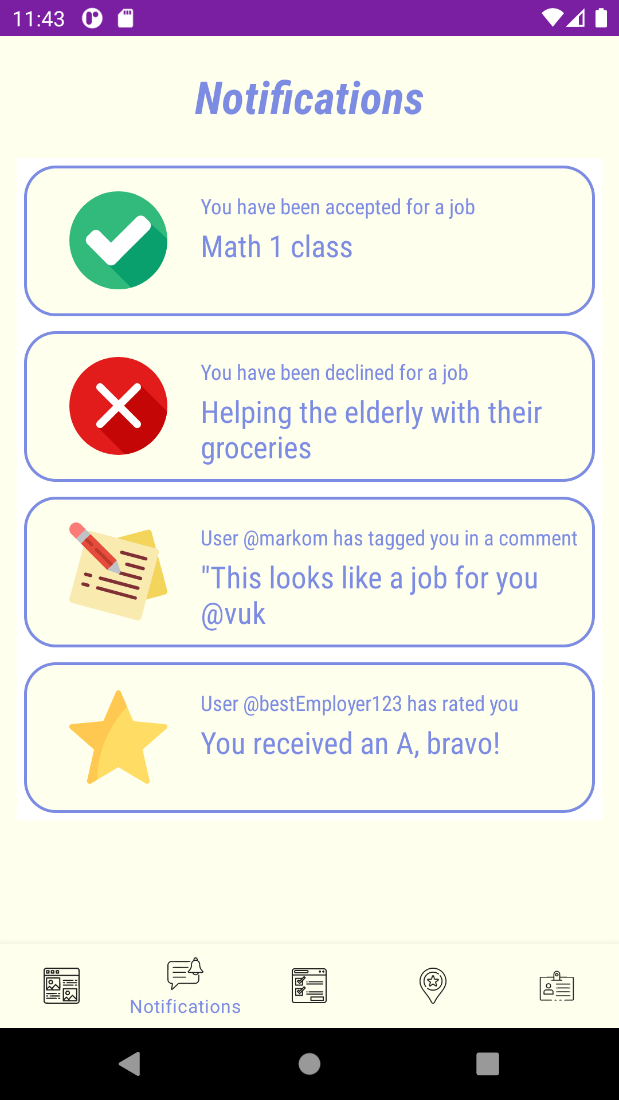 11:43
Notifications
You have been accepted for a job
Math 1 class
You have been declined for a job
Helping the elderly with their
groceries
User @markom has tagged you in a comment
"This looks like a job for you
@vuk
User @bestEmployer123 has rated you
You received an A, bravo!
Notifications